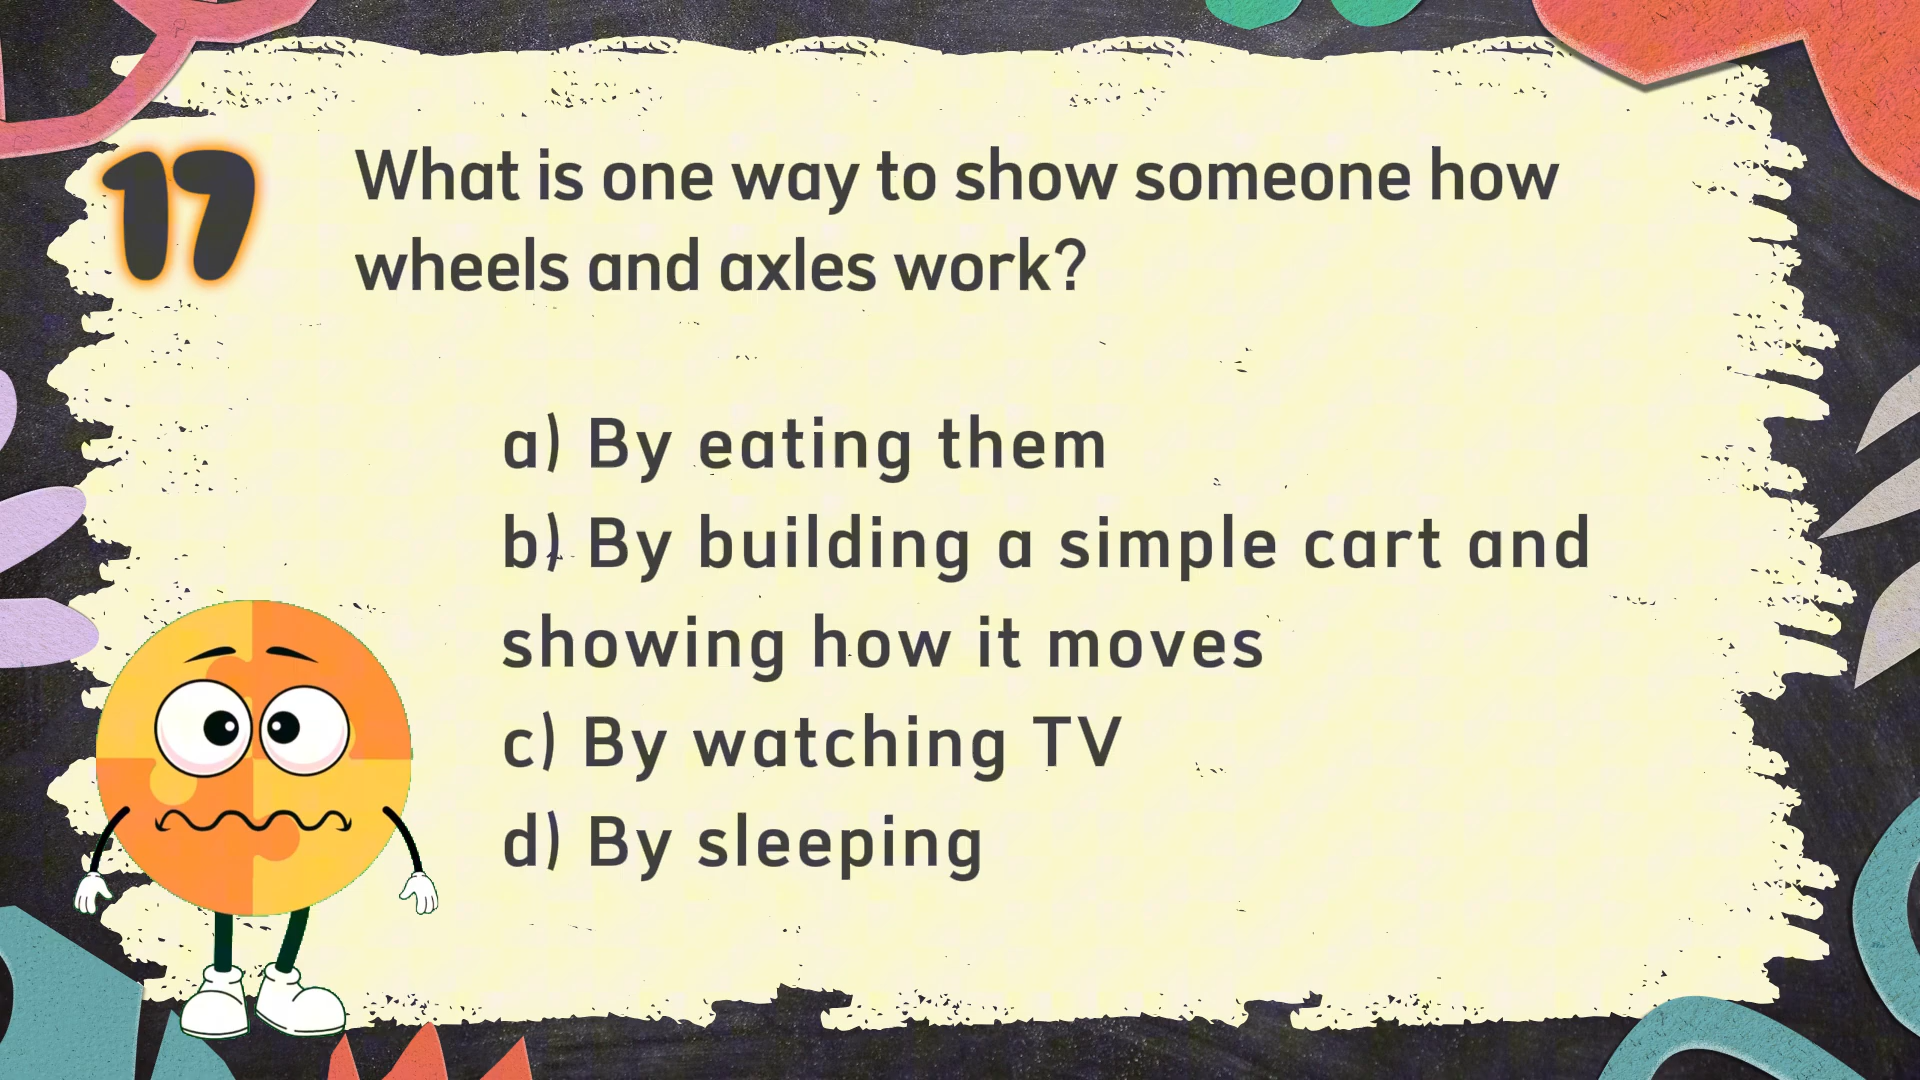 17
What is one way to show someone how
wheels and axles work?
a) By eating them
b) By building a simple cart and
showing how it moves
c) By watching TV
d) By sleeping